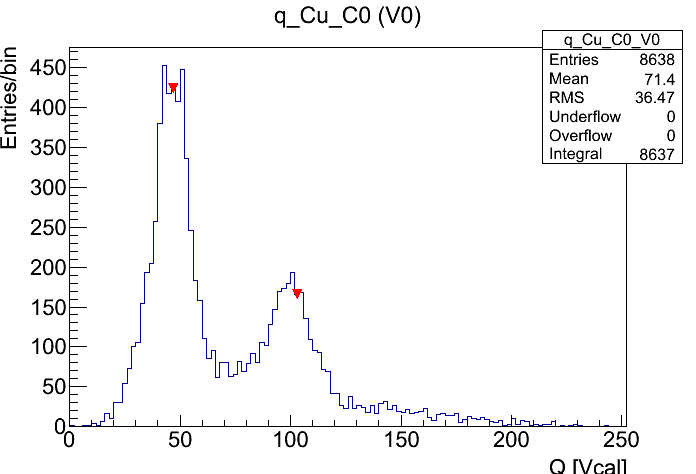 q_Cu_C0 (V0)
q_Cu_C0_V0
Entries 8638
Mean 71.4
RMS 36.47
Underflow 0
Overflow 0
Integral 8637
Entries/bin
450
400
350
300
250
200
150
100
50
0
0 50 100 150 200 250
Q [Vcal]